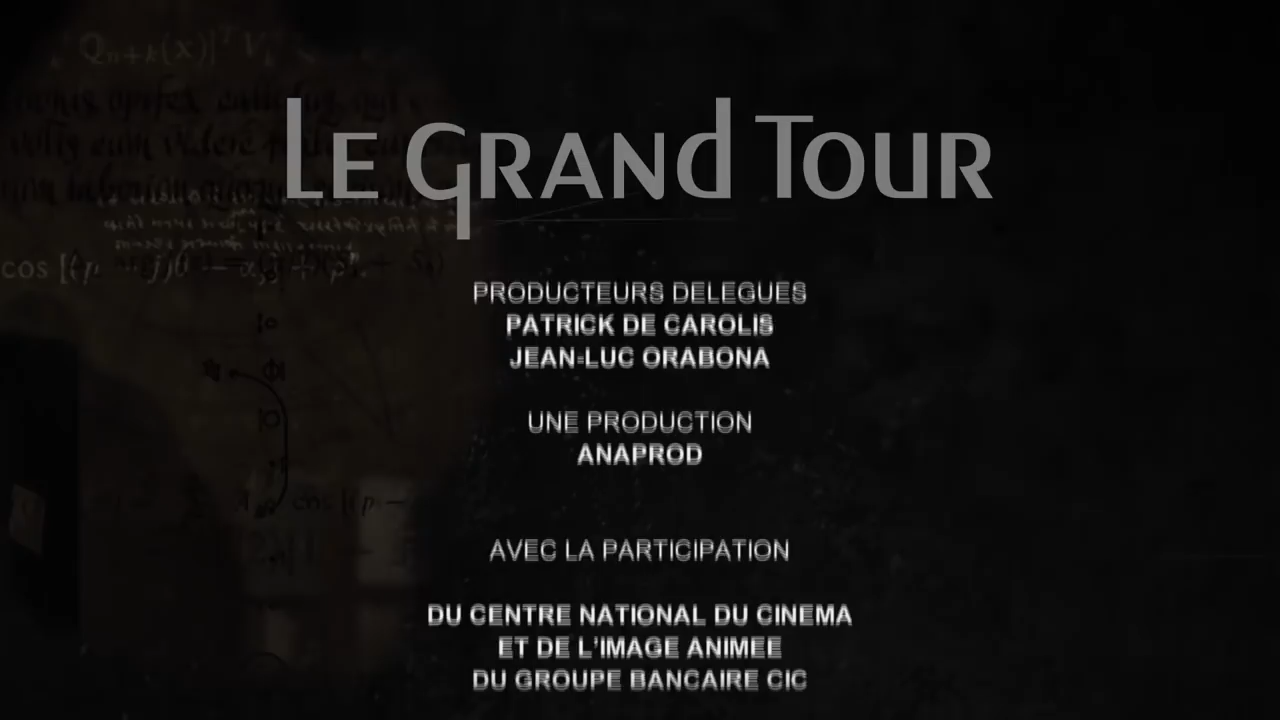 LE GRANd TOUR
PRODUCTEURS DELEGUES
PATRICK DE CAROLIS
JEAN-LUC ORABONA
UNE PRODUCTION
ANAPROD
AVEC LA PARTICIPATION
DU CENTRE NATIONAL DU CINEMA
ET DE L'IMAGE ANIMEE
DU GROUPE BANCAIRE CIC